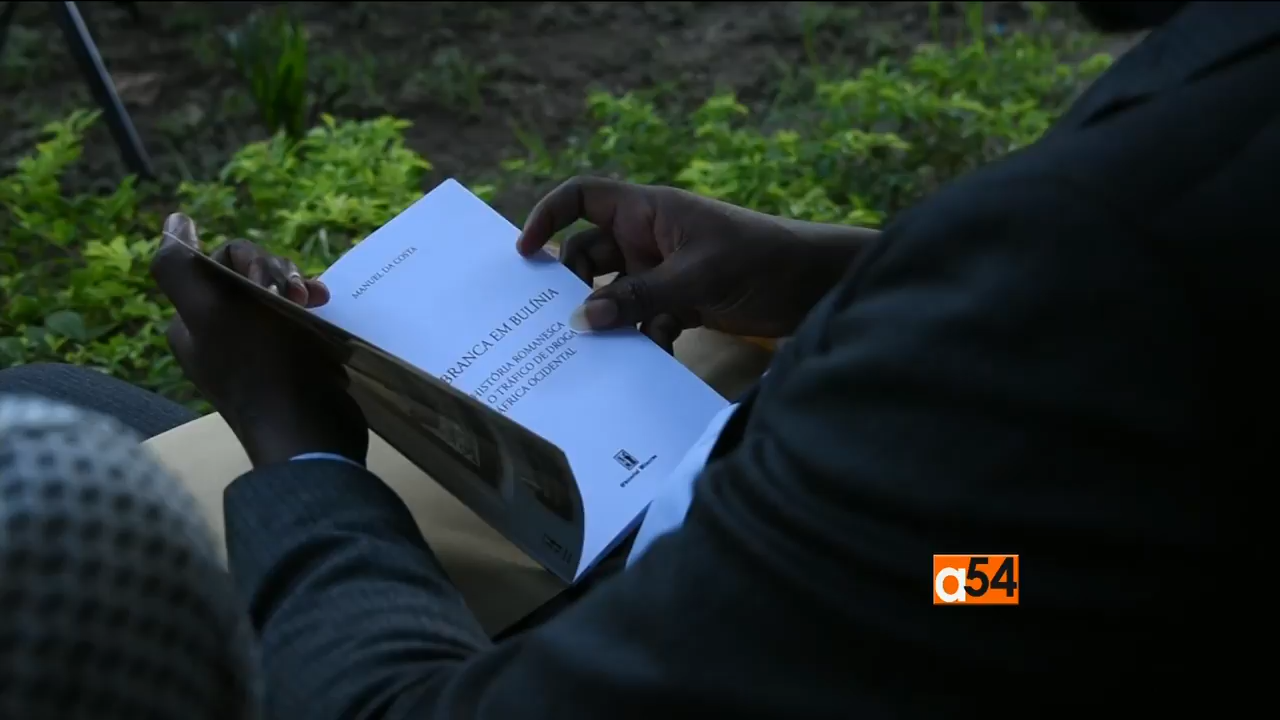 MANUEL DA COSTA
BRANCA EM BULÍNIA
HISTÓRIA ROMANESCA
O TRÁFICO DE DROGA
ÁFRICA OCIDENTAL
a54